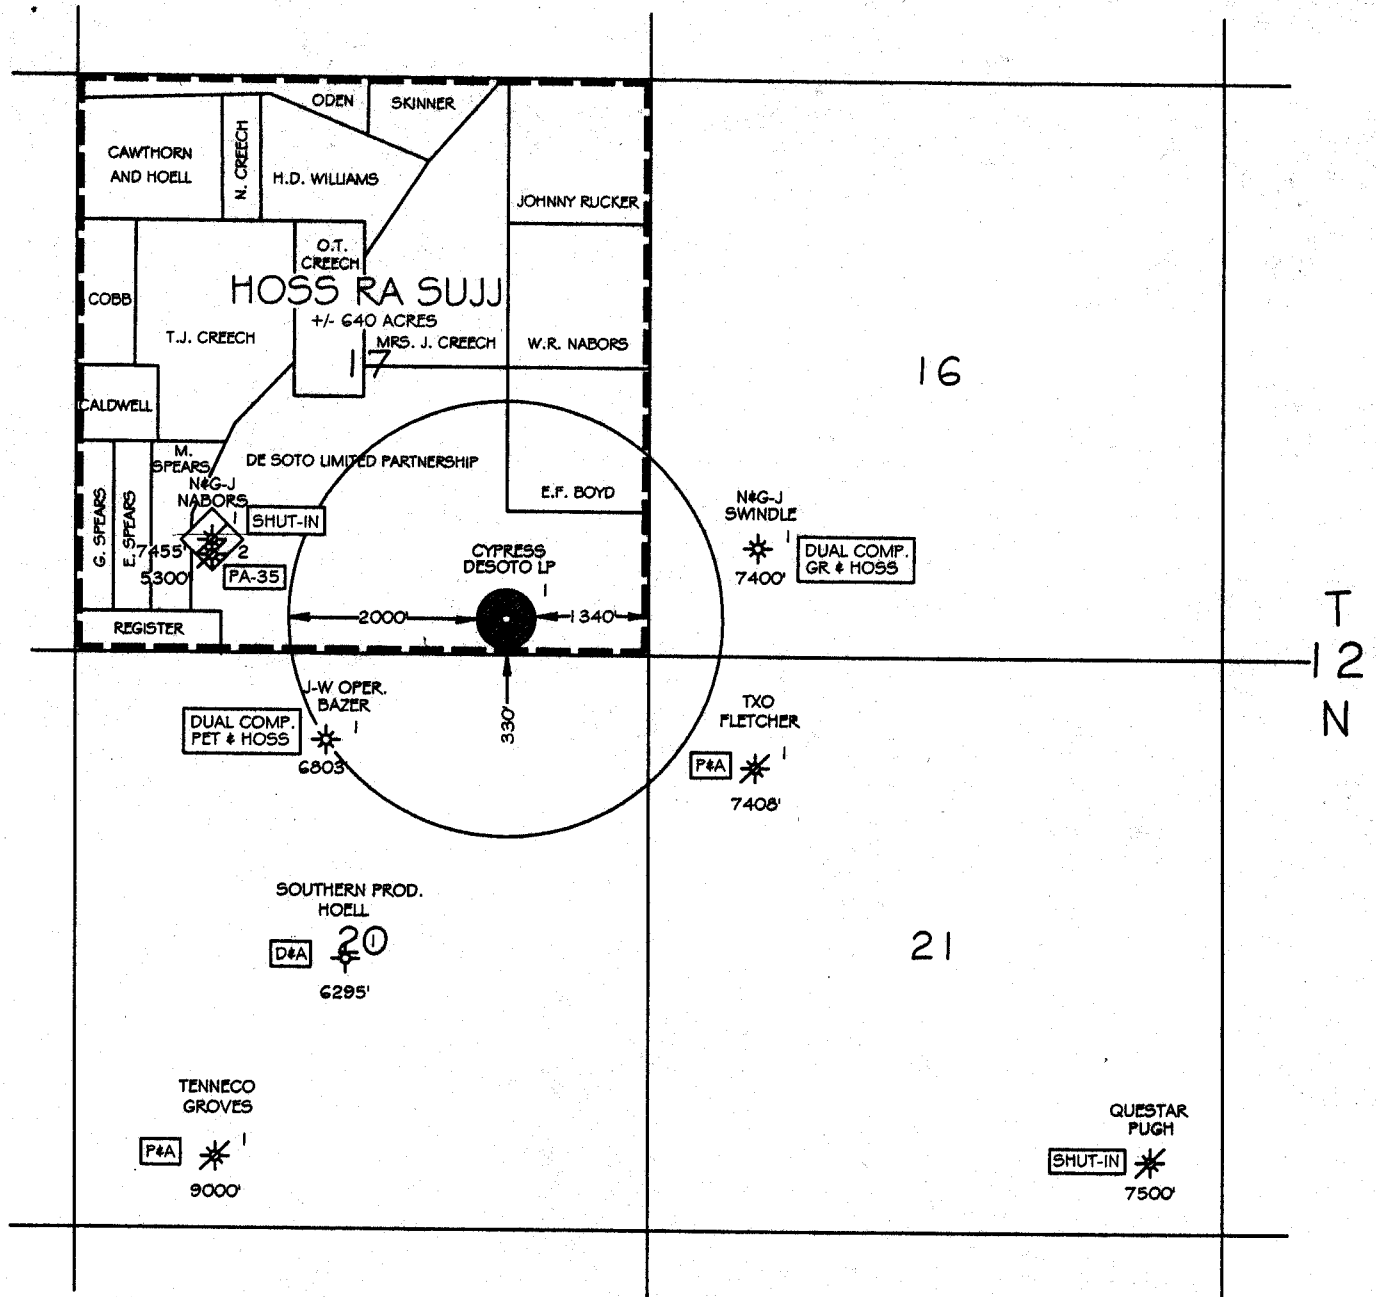 ODEN
SKINNER
CAWTHORN
AND HOELL
N. CREECH
H.D. WILLIAMS
JOHNNY RUCKER
O.T.
CREECH
HOSS RA SUJJ
+/- 640 ACRES
COBB
T.J. CREECH
MRS. J. CREECH
W.R. NABORS
17
16
CALDWELL
M.
SPEARS
DE SOTO LIMITED PARTNERSHIP
E.F. BOYD
G. SPEARS
E. SPEARS
N&G-J
NABORS
1
SHUT-IN
7455'
2
5300'
PA-35
REGISTER
CYPRESS
DESOTO LP
1
2000'
1340'
330'
N&G-J
SWINDLE
1
7400'
DUAL COMP.
GR & HOSS
T
12
N
J-W OPER.
BAZER
1
DUAL COMP.
PET & HOSS
6803'
TXO
FLETCHER
1
P&A
7408'
SOUTHERN PROD.
HOELL
20
1
D&A
6295'
21
TENNECO
GROVES
1
P&A
9000'
QUESTAR
PUGH
SHUT-IN
7500'